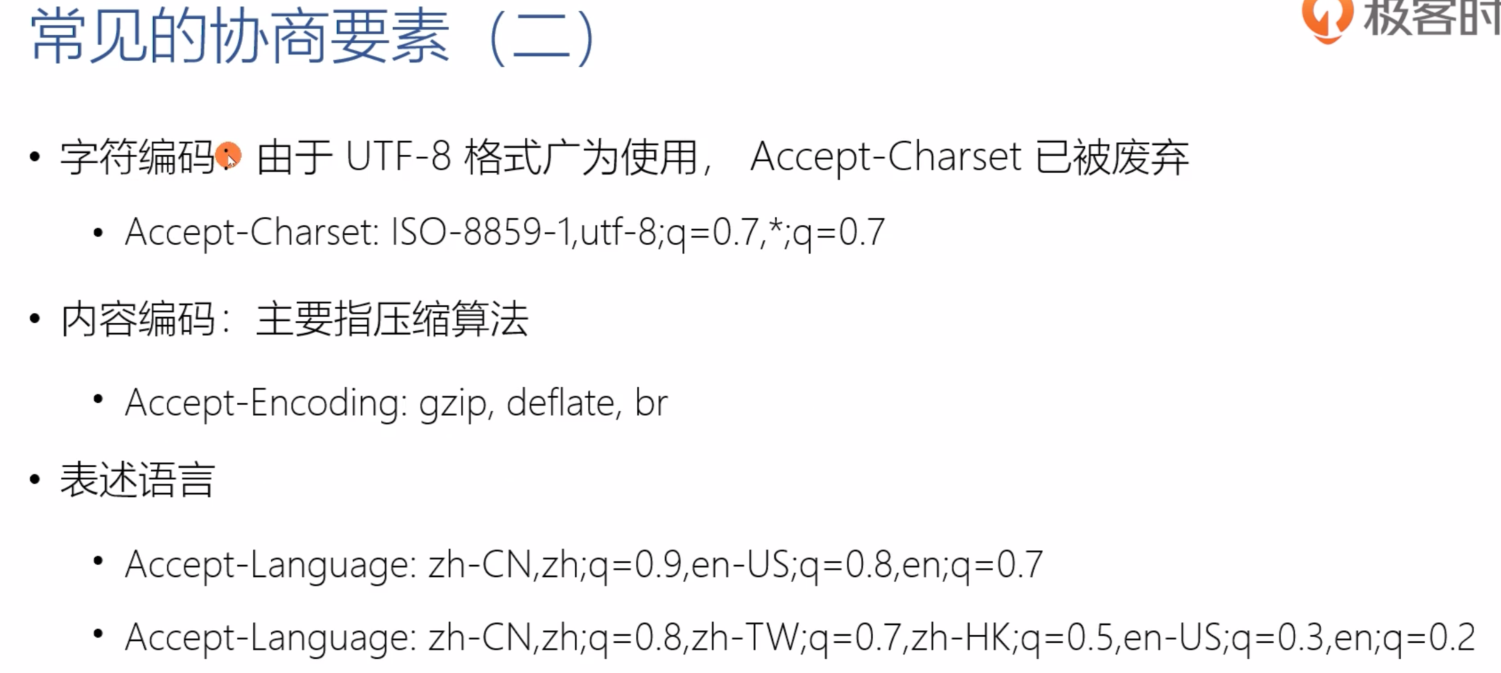 常见的协商要素（二）
极客时
• 字符编码： 由于 UTF-8 格式广为使用， Accept-Charset 已被废弃
• Accept-Charset: ISO-8859-1,utf-8;q=0.7,*;q=0.7
• 内容编码：主要指压缩算法
• Accept-Encoding: gzip, deflate, br
• 表述语言
• Accept-Language: zh-CN,zh;q=0.9,en-US;q=0.8,en;q=0.7
• Accept-Language: zh-CN,zh;q=0.8,zh-TW;q=0.7,zh-HK;q=0.5,en-US;q=0.3,en;q=0.2